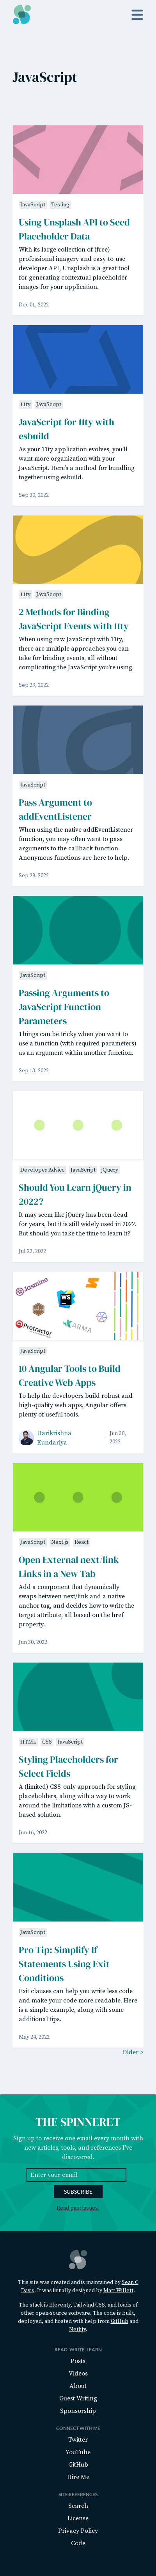 JavaScript
JavaScript Testing
Using Unsplash API to Seed
Placeholder Data
With its large collection of (free)
professional imagery and easy-to-use
developer API, Unsplash is a great tool
for generating contextual placeholder
images for your application.
Dec 01, 2022
11ty JavaScript
JavaScript for 11ty with
esbuild
As your 11ty application evolves, you'll
want more organization with your
JavaScript. Here's a method for bundling
together using esbuild.
Sep 30, 2022
11ty JavaScript
2 Methods for Binding
JavaScript Events with 11ty
When using raw JavaScript with 11ty,
there are multiple approaches you can
take for binding events, all without
complicating the JavaScript you're using.
Sep 29, 2022
JavaScript
Pass Argument to
addEventListener
When using the native addEventListener
function, you may often want to pass
arguments to the callback function.
Anonymous functions are here to help.
Sep 28, 2022
JavaScript
Passing Arguments to
JavaScript Function
Parameters
Things can be tricky when you want to
use a function (with required parameters)
as an argument within another function.
Sep 13, 2022
Developer Advice JavaScript jQuery
Should You Learn jQuery in
2022?
It may seem like jQuery has been dead
for years, but it is still widely used in 2022.
But should you take the time to learn it?
Jul 22, 2022
Jasmine
WS
Protractor
KARMA
JavaScript
10 Angular Tools to Build
Creative Web Apps
To help the developers build robust and
high-quality web apps, Angular offers
plenty of useful tools.
Harikrishna
Kundariya
Jun 30,
2022
JavaScript Next.js React
Open External next/link
Links in a New Tab
Add a component that dynamically
swaps between next/link and a native
anchor tag, and decides how to write the
target attribute, all based on the href
property.
Jun 30, 2022
HTML CSS JavaScript
Styling Placeholders for
Select Fields
A (limited) CSS-only approach for styling
placeholders, along with a way to work
around the limitations with a custom JS-
based solution.
Jun 16, 2022
JavaScript
Pro Tip: Simplify If
Statements Using Exit
Conditions
Exit clauses can help you write less code
and make your code more readable. Here
is a simple example, along with some
additional tips.
May 24, 2022
Older >
THE SPINNERET
Sign up to receive one email every month with
new articles, tools, and references I've
discovered.
Enter your email
SUBSCRIBE
Read past issues.
This site was created and is maintained by Sean C
Davis. It was initially designed by Matt Willett.
The stack is Eleventy, Tailwind CSS, and loads of
other open-source software. The code is built,
deployed, and hosted with help from GitHub and
Netlify.
READ, WRITE, LEARN
Posts
Videos
About
Guest Writing
Sponsorship
CONNECT WITH ME
Twitter
YouTube
GitHub
Hire Me
SITE REFERENCES
Search
License
Privacy Policy
Code